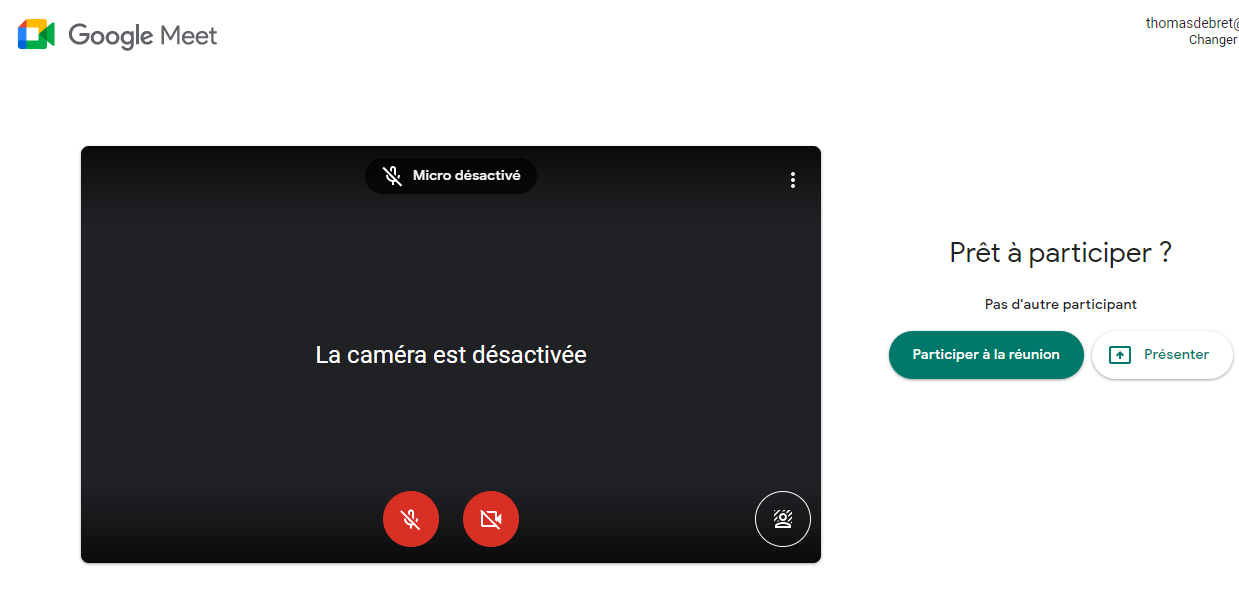 Google Meet
thomasdebret@
Changer
Micro désactivé
La caméra est désactivée
Prêt à participer ?
Pas d'autre participant
Participer à la réunion
Présenter